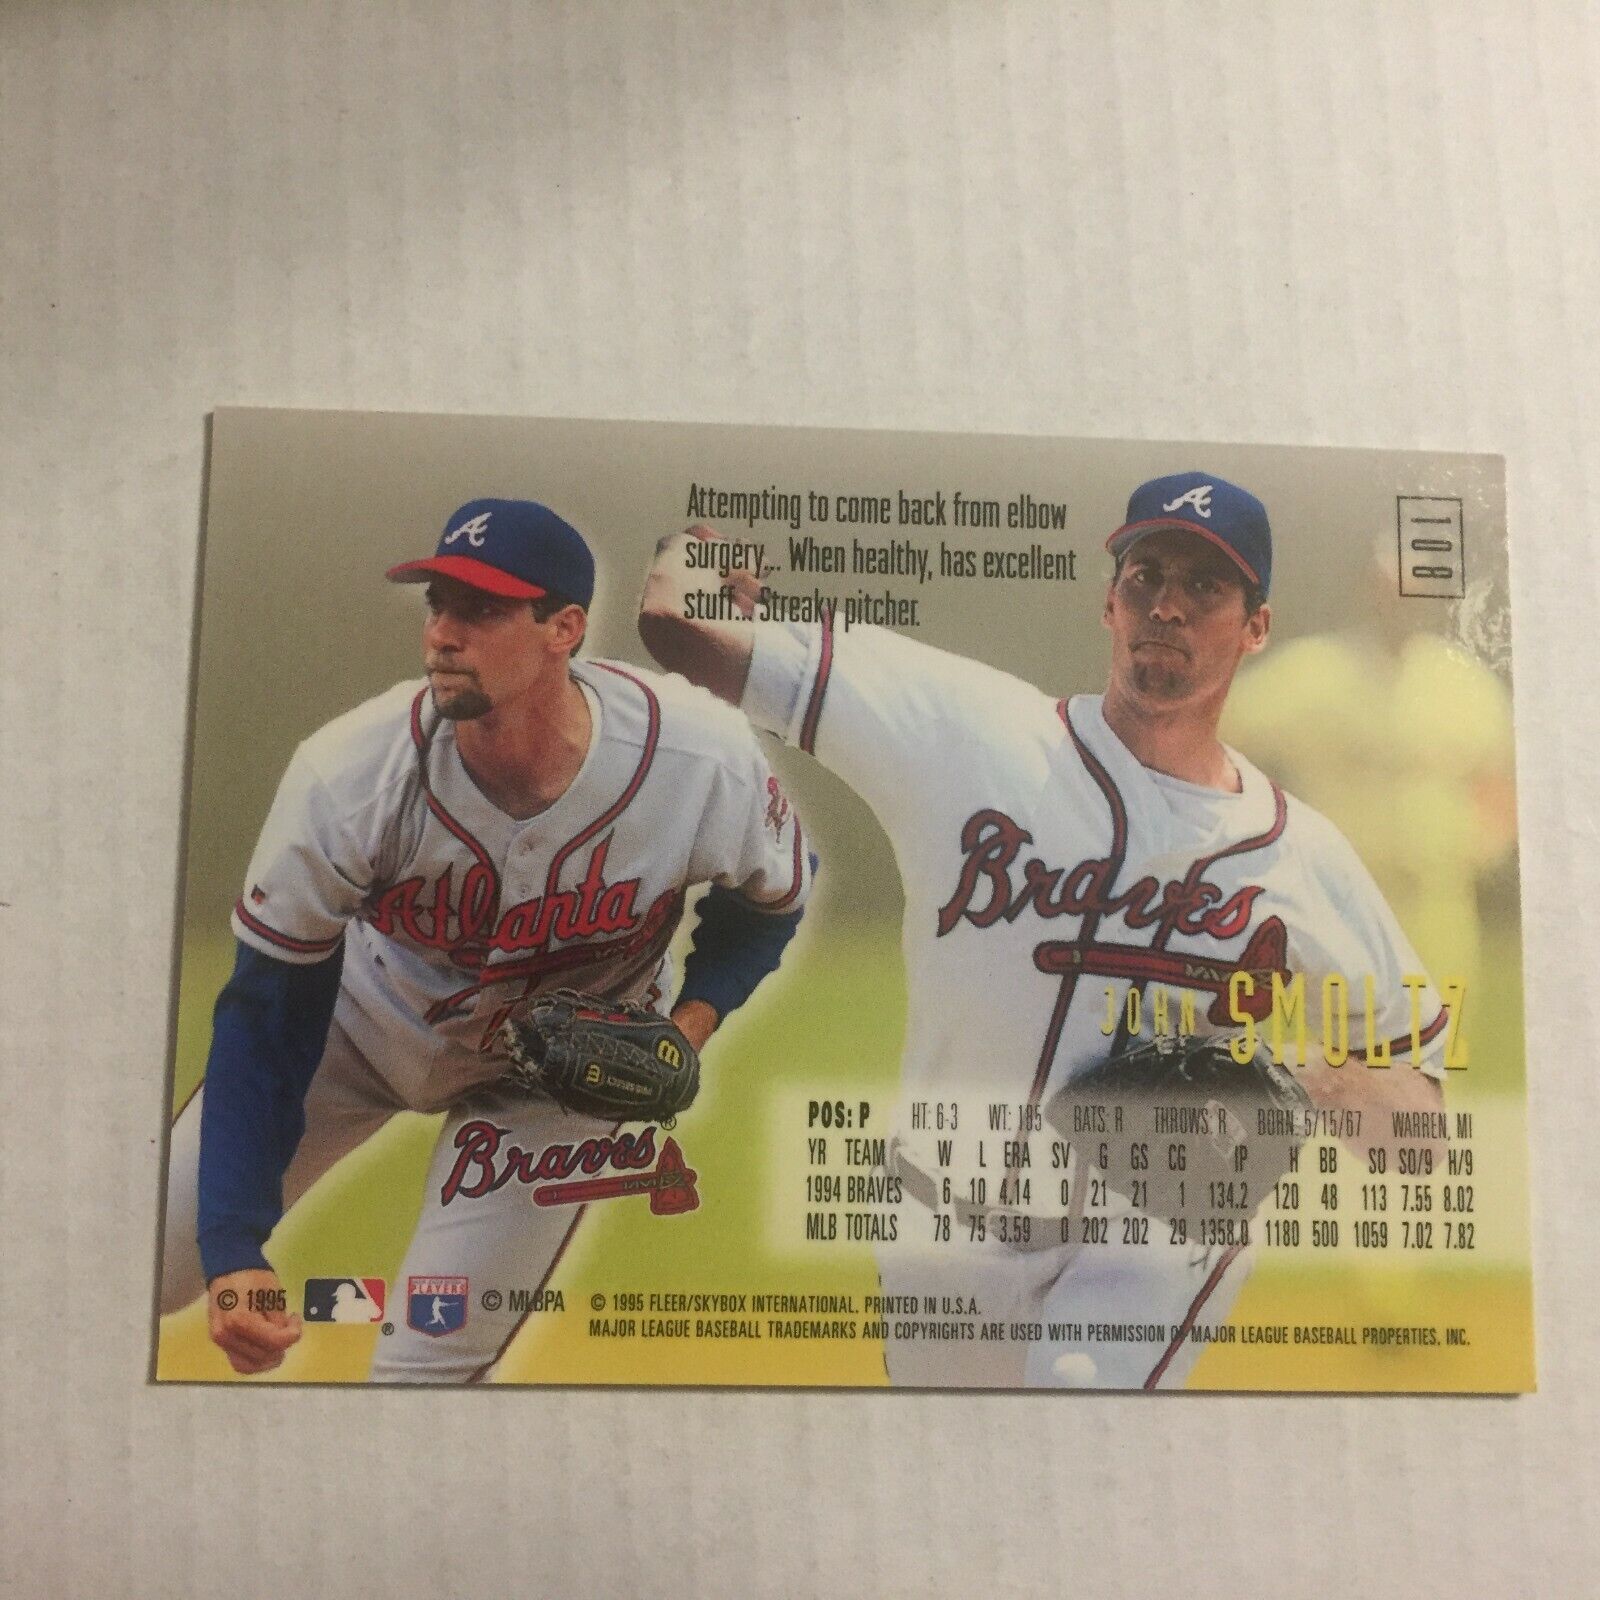 Attempting to come back from elbow
surgery... When healthy, has excellent
stuff... Streaky pitcher.
108
A
A
Atlanta
Braves
JOHN SMOLTZ
Braves®
POS: P HT: 6-3 WT: 185 BATS: R THROWS: R BORN: 5/15/67 WARREN, MI
YR TEAM W L ERA SV G GS CG IP H BB SO SO/9 H/9
1994 BRAVES 6 10 4.14 0 21 21 1 134.2 120 48 113 7.55 8.02
MLB TOTALS 78 75 3.59 0 202 202 29 1358.0 1180 500 1059 7.02 7.82
© 1995 ® PLAYERS © MLBPA
© 1995 FLEER/SKYBOX INTERNATIONAL. PRINTED IN U.S.A.
MAJOR LEAGUE BASEBALL TRADEMARKS AND COPYRIGHTS ARE USED WITH PERMISSION OF MAJOR LEAGUE BASEBALL PROPERTIES, INC.